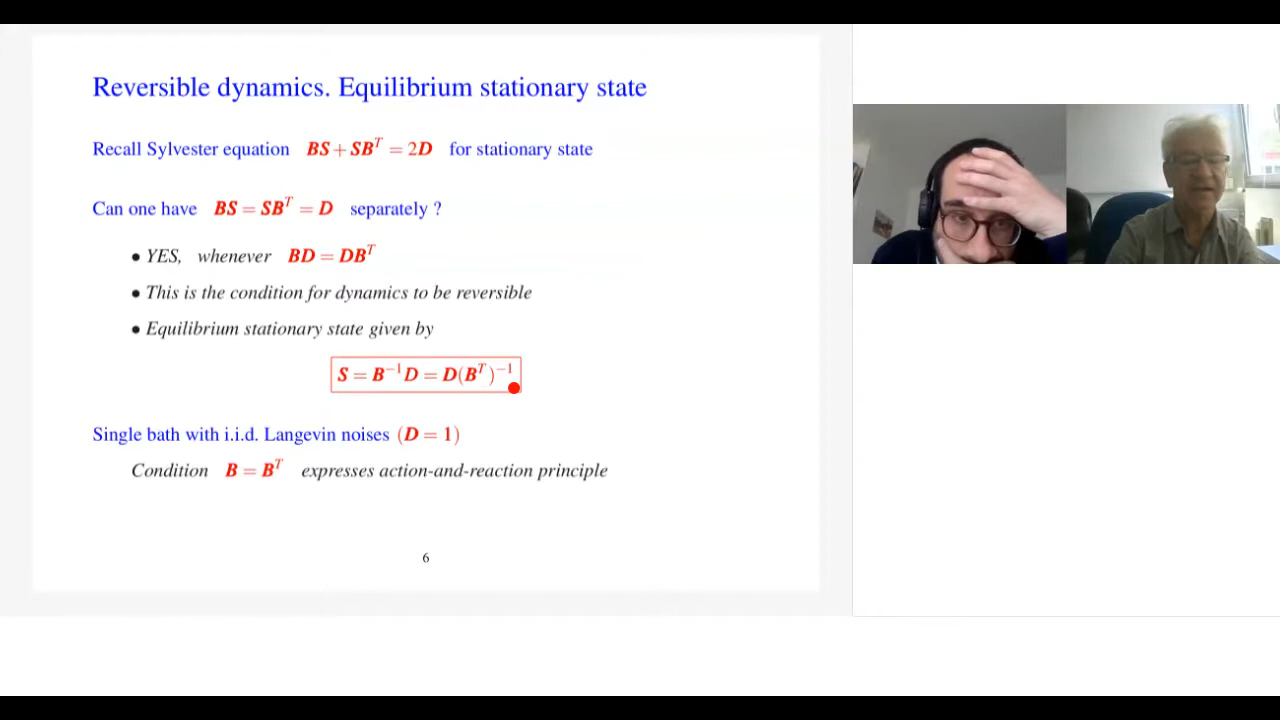 Reversible dynamics. Equilibrium stationary state
Recall Sylvester equation BS + SB^T = 2D for stationary state
Can one have BS = SB^T = D separately ?
• YES, whenever BD = DB^T
• This is the condition for dynamics to be reversible
• Equilibrium stationary state given by
S = B^{-1}D = D(B^T)^{-1}
Single bath with i.i.d. Langevin noises (D = 1)
Condition B = B^T expresses action-and-reaction principle
6